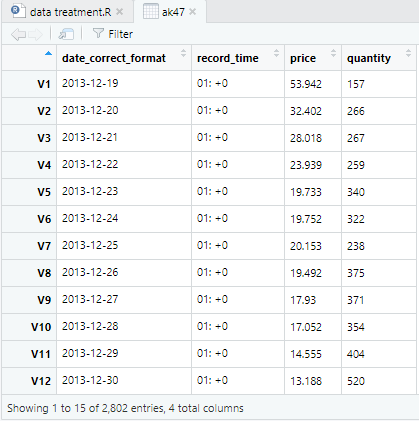 data treatment.R ak47
Filter
date_correct_format record_time price quantity
V1 2013-12-19 01: +0 53.942 157
V2 2013-12-20 01: +0 32.402 266
V3 2013-12-21 01: +0 28.018 267
V4 2013-12-22 01: +0 23.939 259
V5 2013-12-23 01: +0 19.733 340
V6 2013-12-24 01: +0 19.752 322
V7 2013-12-25 01: +0 20.153 238
V8 2013-12-26 01: +0 19.492 375
V9 2013-12-27 01: +0 17.93 371
V10 2013-12-28 01: +0 17.052 354
V11 2013-12-29 01: +0 14.555 404
V12 2013-12-30 01: +0 13.188 520
Showing 1 to 15 of 2,802 entries, 4 total columns